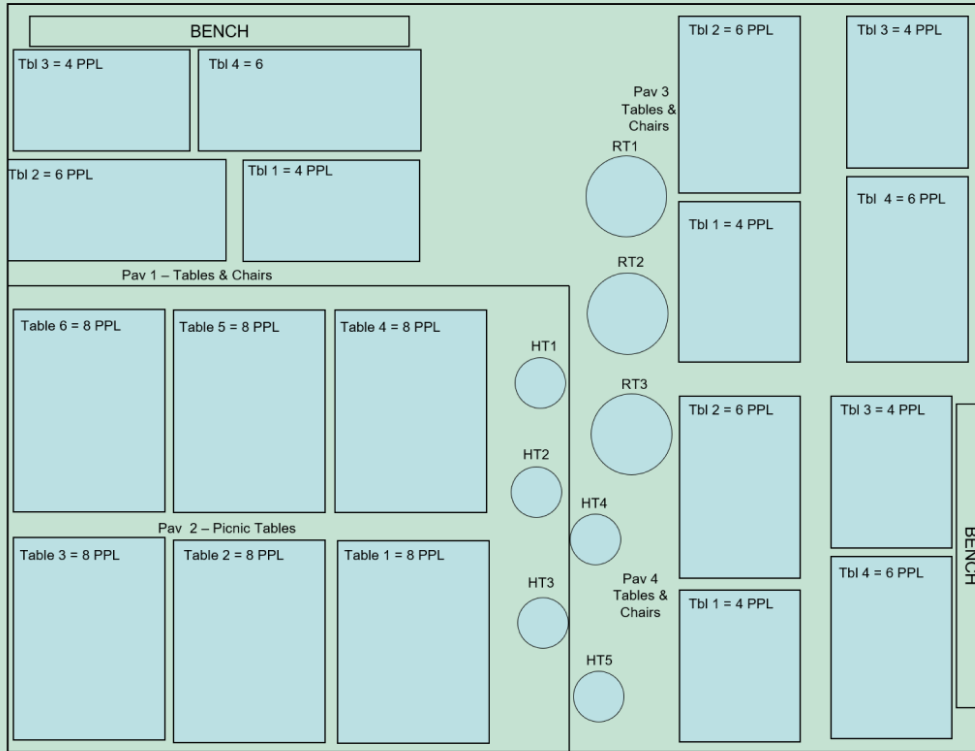 BENCH
Tbl 3 = 4 PPL
Tbl 4 = 6
Tbl 2 = 6 PPL
Tbl 1 = 4 PPL
Pav 1 – Tables & Chairs
Table 6 = 8 PPL
Table 5 = 8 PPL
Table 4 = 8 PPL
Pav 2 – Picnic Tables
Table 3 = 8 PPL
Table 2 = 8 PPL
Table 1 = 8 PPL
HT1
HT2
HT3
HT4
HT5
Pav 3
Tables &
Chairs
RT1
RT2
RT3
Tbl 2 = 6 PPL
Tbl 3 = 4 PPL
Tbl 1 = 4 PPL
Tbl 4 = 6 PPL
Pav 4
Tables &
Chairs
Tbl 2 = 6 PPL
Tbl 3 = 4 PPL
Tbl 1 = 4 PPL
Tbl 4 = 6 PPL
BENCH